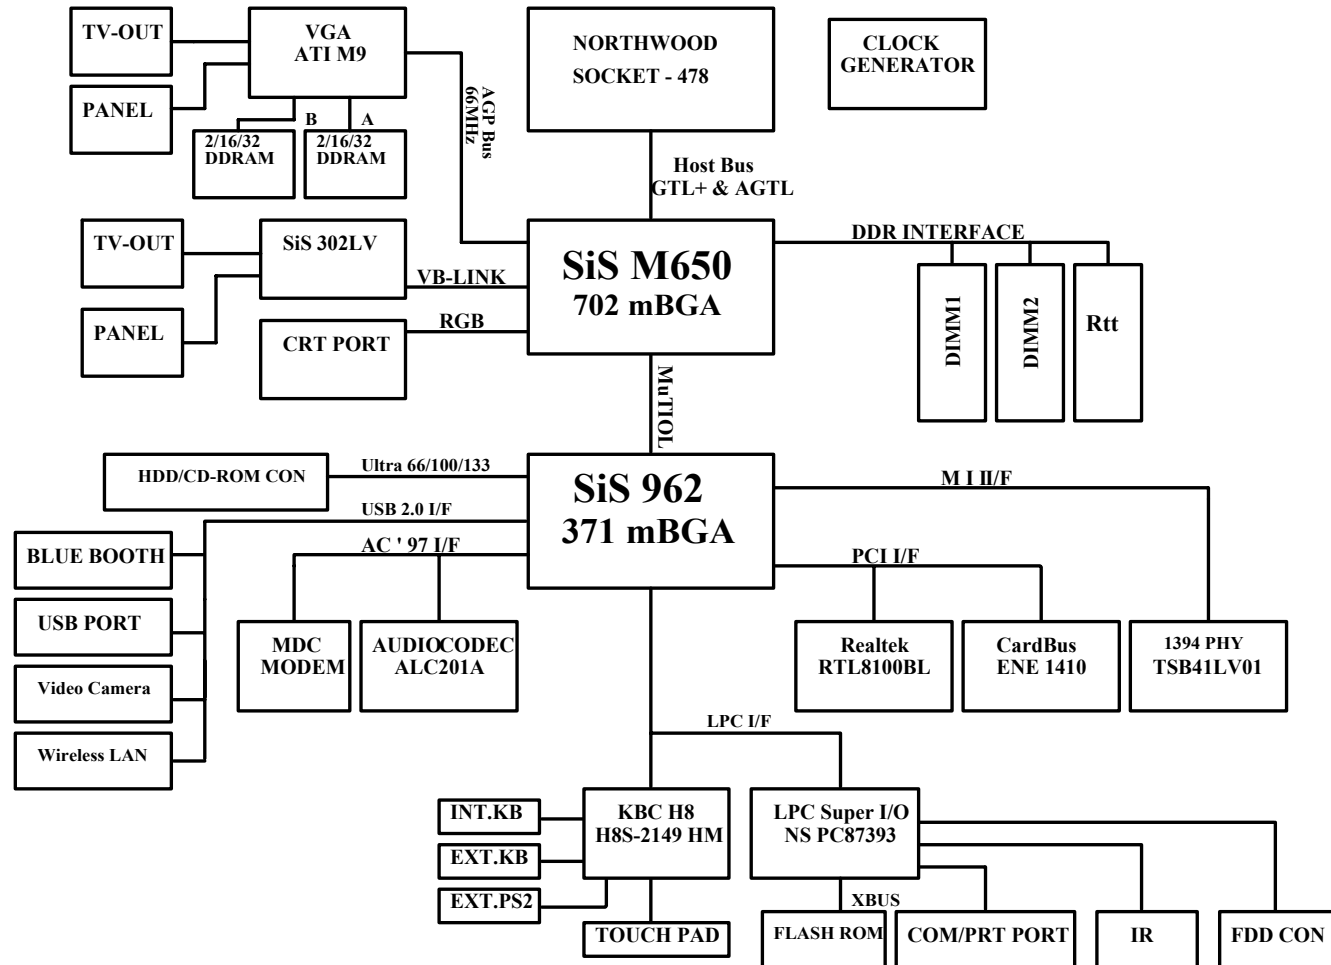 TV-OUT
VGA
ATI M9
NORTHWOOD
SOCKET - 478
CLOCK
GENERATOR
PANEL
AGP Bus
66MHz
B
A
2/16/32
DDRAM
2/16/32
DDRAM
Host Bus
GTL+ & AGTL
TV-OUT
SiS 302LV
SiS M650
702 mBGA
DDR INTERFACE
VB-LINK
PANEL
RGB
CRT PORT
DIMM1
DIMM2
Rtt
MuTIOL
HDD/CD-ROM CON
Ultra 66/100/133
SiS 962
371 mBGA
M I II/F
USB 2.0 I/F
BLUE BOOTH
AC ' 97 I/F
PCI I/F
USB PORT
MDC
MODEM
AUDIOCODEC
ALC201A
Realtek
RTL8100BL
CardBus
ENE 1410
1394 PHY
TSB41LV01
Video Camera
Wireless LAN
LPC I/F
INT.KB
KBC H8
H8S-2149 HM
LPC Super I/O
NS PC87393
EXT.KB
EXT.PS2
XBUS
TOUCH PAD
FLASH ROM
COM/PRT PORT
IR
FDD CON